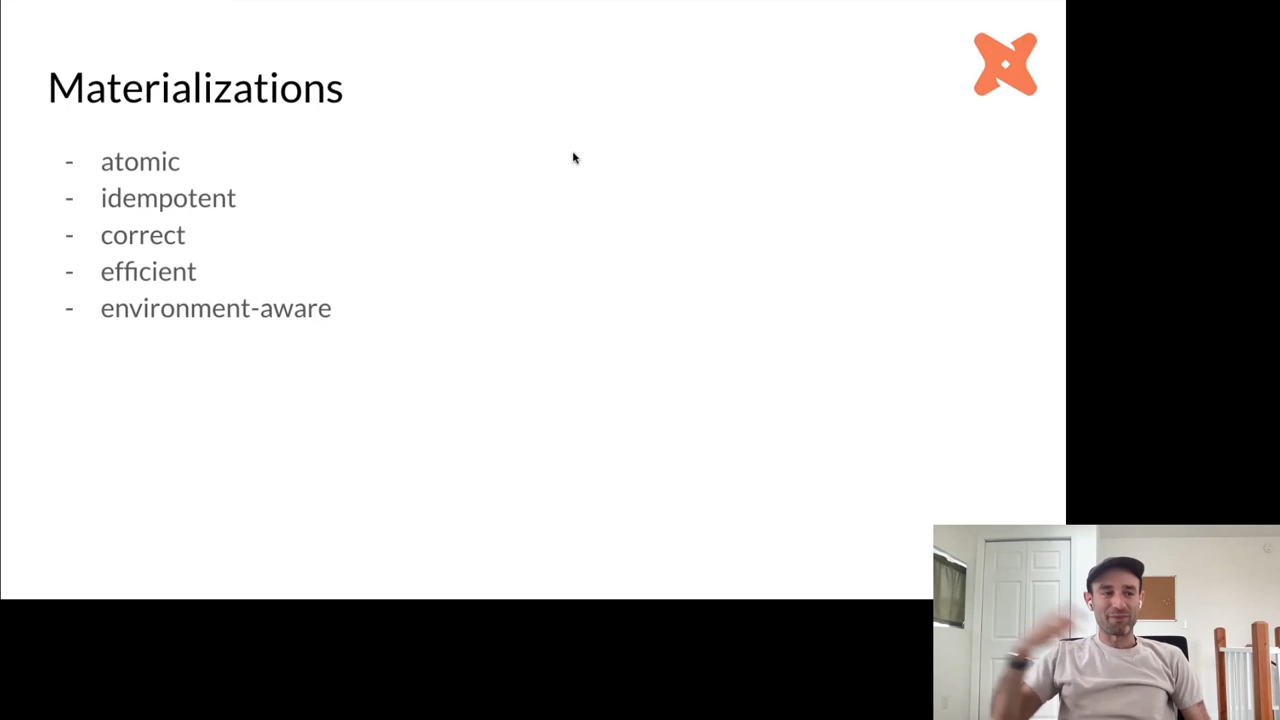 Materializations
- atomic
- idempotent
- correct
- efficient
- environment-aware